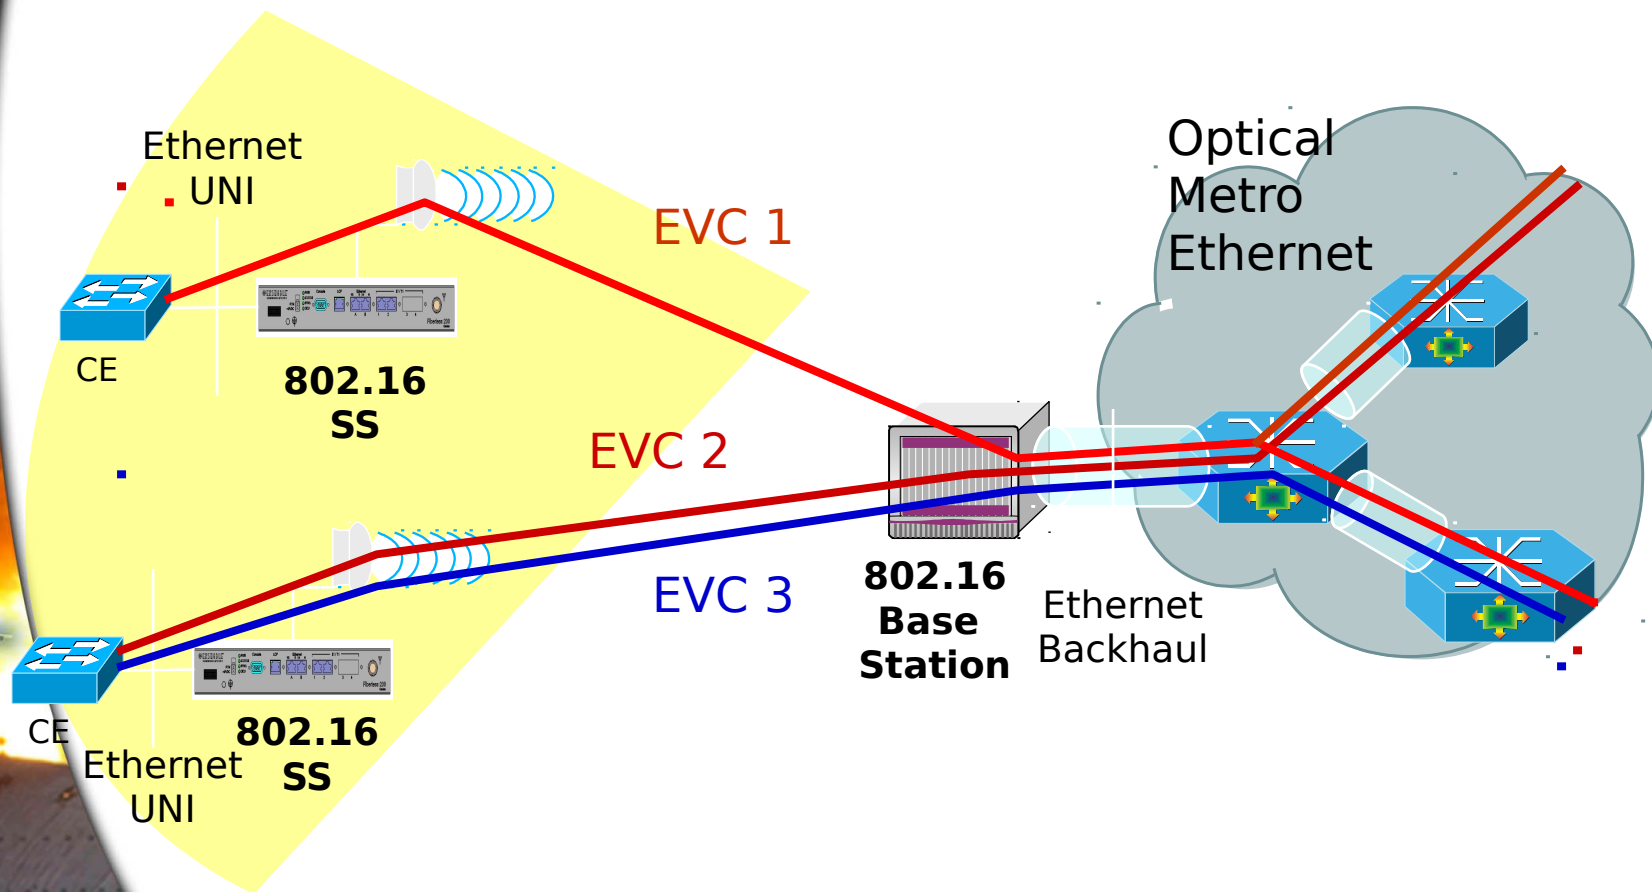 Ethernet
UNI
CE
802.16
SS
EVC 1
EVC 2
EVC 3
CE
Ethernet
UNI
802.16
SS
802.16
Base
Station
Ethernet
Backhaul
Optical
Metro
Ethernet